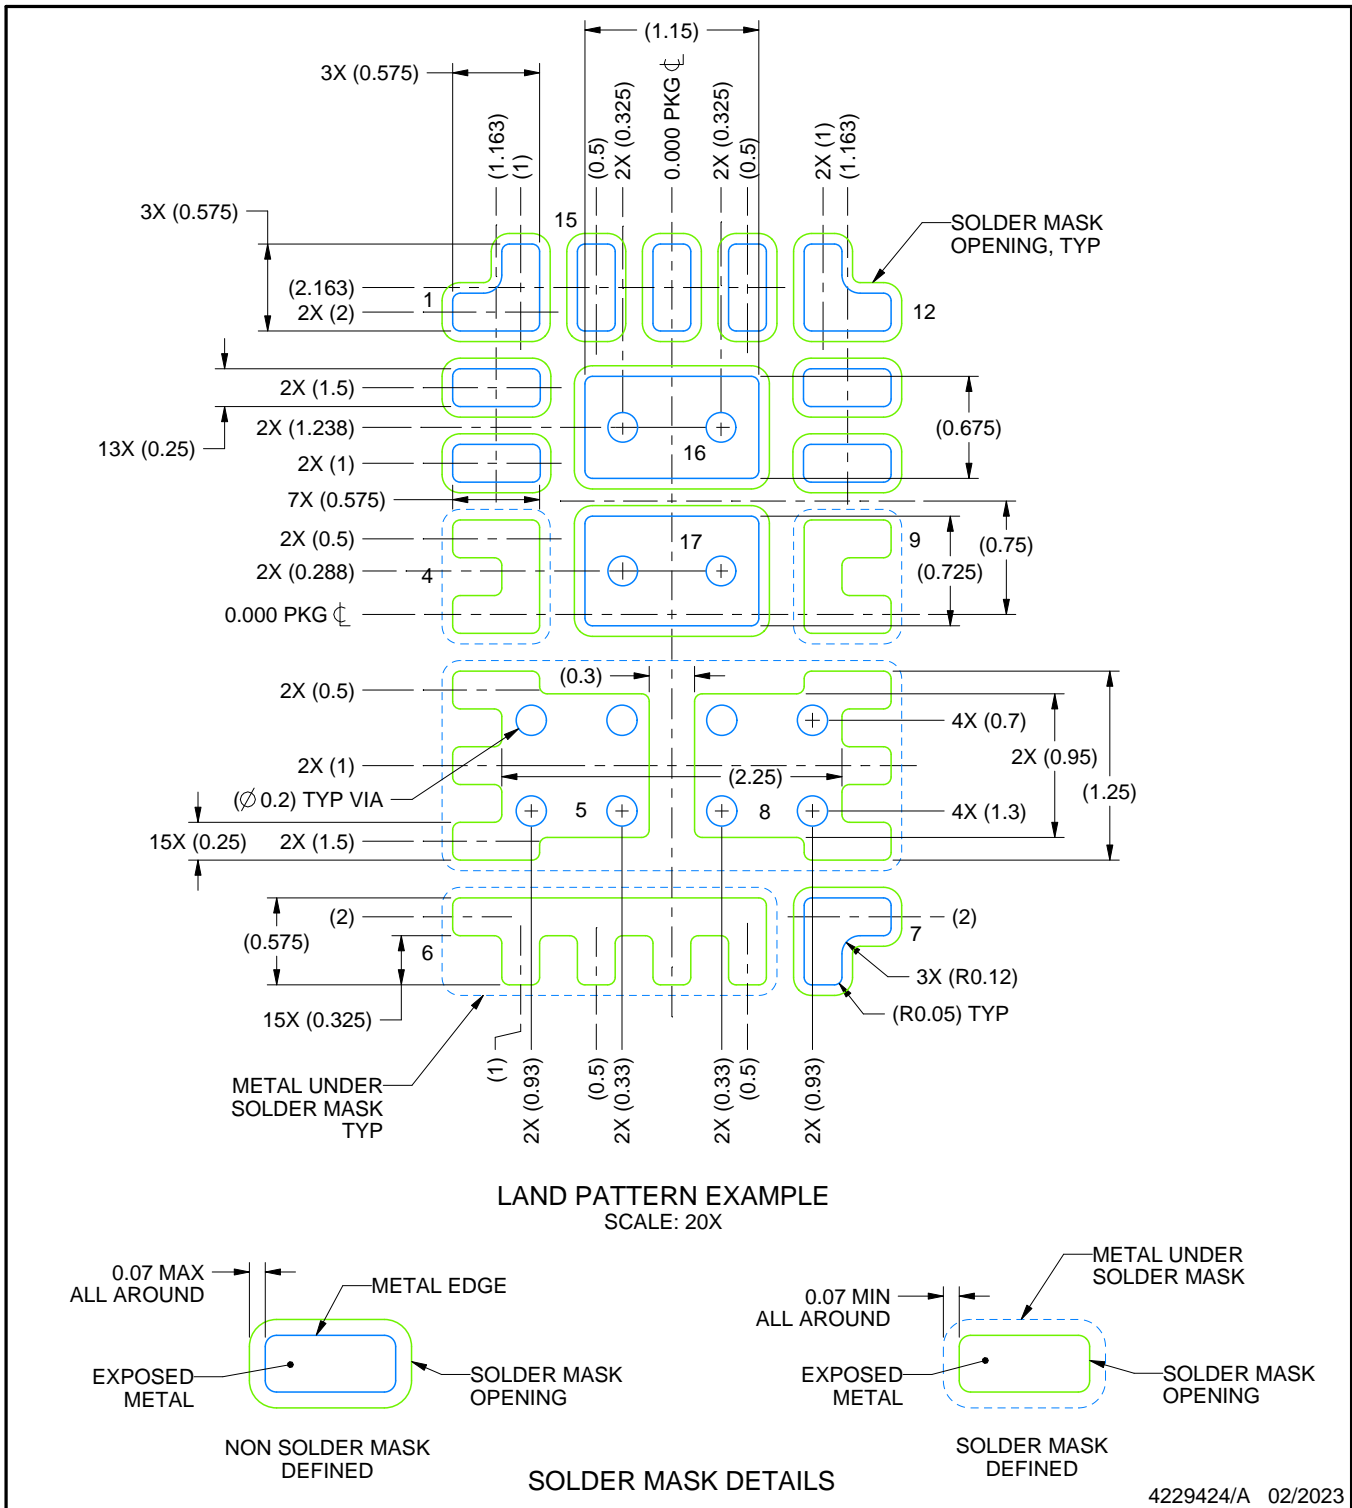 (1.15)
3X (0.575)
(1.163)
(1)
(0.5)
2X (0.325)
0.000 PKG ℄
2X (0.325)
(0.5)
2X (1)
(1.163)
3X (0.575)
15
SOLDER MASK
OPENING, TYP
(2.163)
1
2X (2)
12
2X (1.5)
13X (0.25)
2X (1.238)
(0.675)
16
2X (1)
7X (0.575)
2X (0.5)
17
9
(0.75)
2X (0.288)
4
(0.725)
0.000 PKG ℄
2X (0.5)
(0.3)
4X (0.7)
2X (0.95)
2X (1)
(2.25)
(1.25)
(∅ 0.2) TYP VIA
5
8
4X (1.3)
15X (0.25)
2X (1.5)
(2)
(2)
(0.575)
6
7
3X (R0.12)
(R0.05) TYP
15X (0.325)
(1)
2X (0.93)
(0.5)
2X (0.33)
2X (0.33)
(0.5)
2X (0.93)
METAL UNDER
SOLDER MASK
TYP
LAND PATTERN EXAMPLE
SCALE: 20X
0.07 MAX
ALL AROUND
METAL EDGE
EXPOSED
METAL
SOLDER MASK
OPENING
NON SOLDER MASK
DEFINED
0.07 MIN
ALL AROUND
METAL UNDER
SOLDER MASK
EXPOSED
METAL
SOLDER MASK
OPENING
SOLDER MASK
DEFINED
SOLDER MASK DETAILS
4229424/A 02/2023